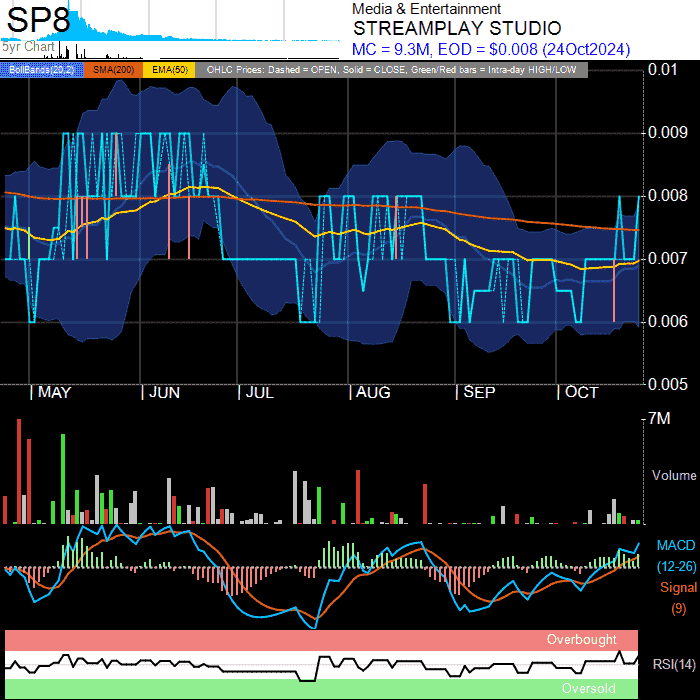 SP8
Media & Entertainment
STREAMPLAY STUDIO
5yr Chart
MC = 9.3M, EOD = $0.008 (24Oct2024)
BollBands(20,2) SMA(200) EMA(50) OHLC Prices: Dashed = OPEN, Solid = CLOSE, Green/Red bars = Intra-day HIGH/LOW
0.01
0.009
0.008
0.007
0.006
0.005
MAY JUN JUL AUG SEP OCT
7M
Volume
MACD
(12-26)
Signal
(9)
Overbought
RSI(14)
Oversold